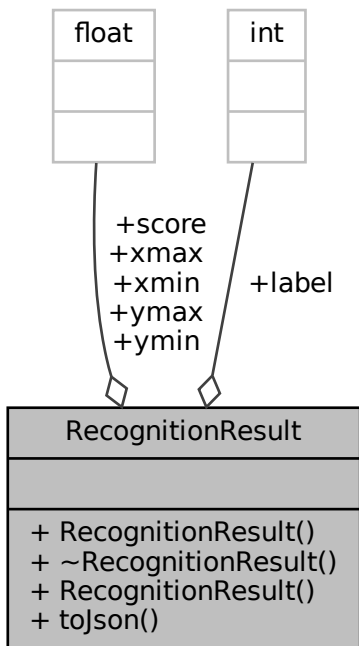 float
int
+score
+xmax
+xmin
+ymax
+ymin
+label
RecognitionResult
+ RecognitionResult()
+ ~RecognitionResult()
+ RecognitionResult()
+ toJson()